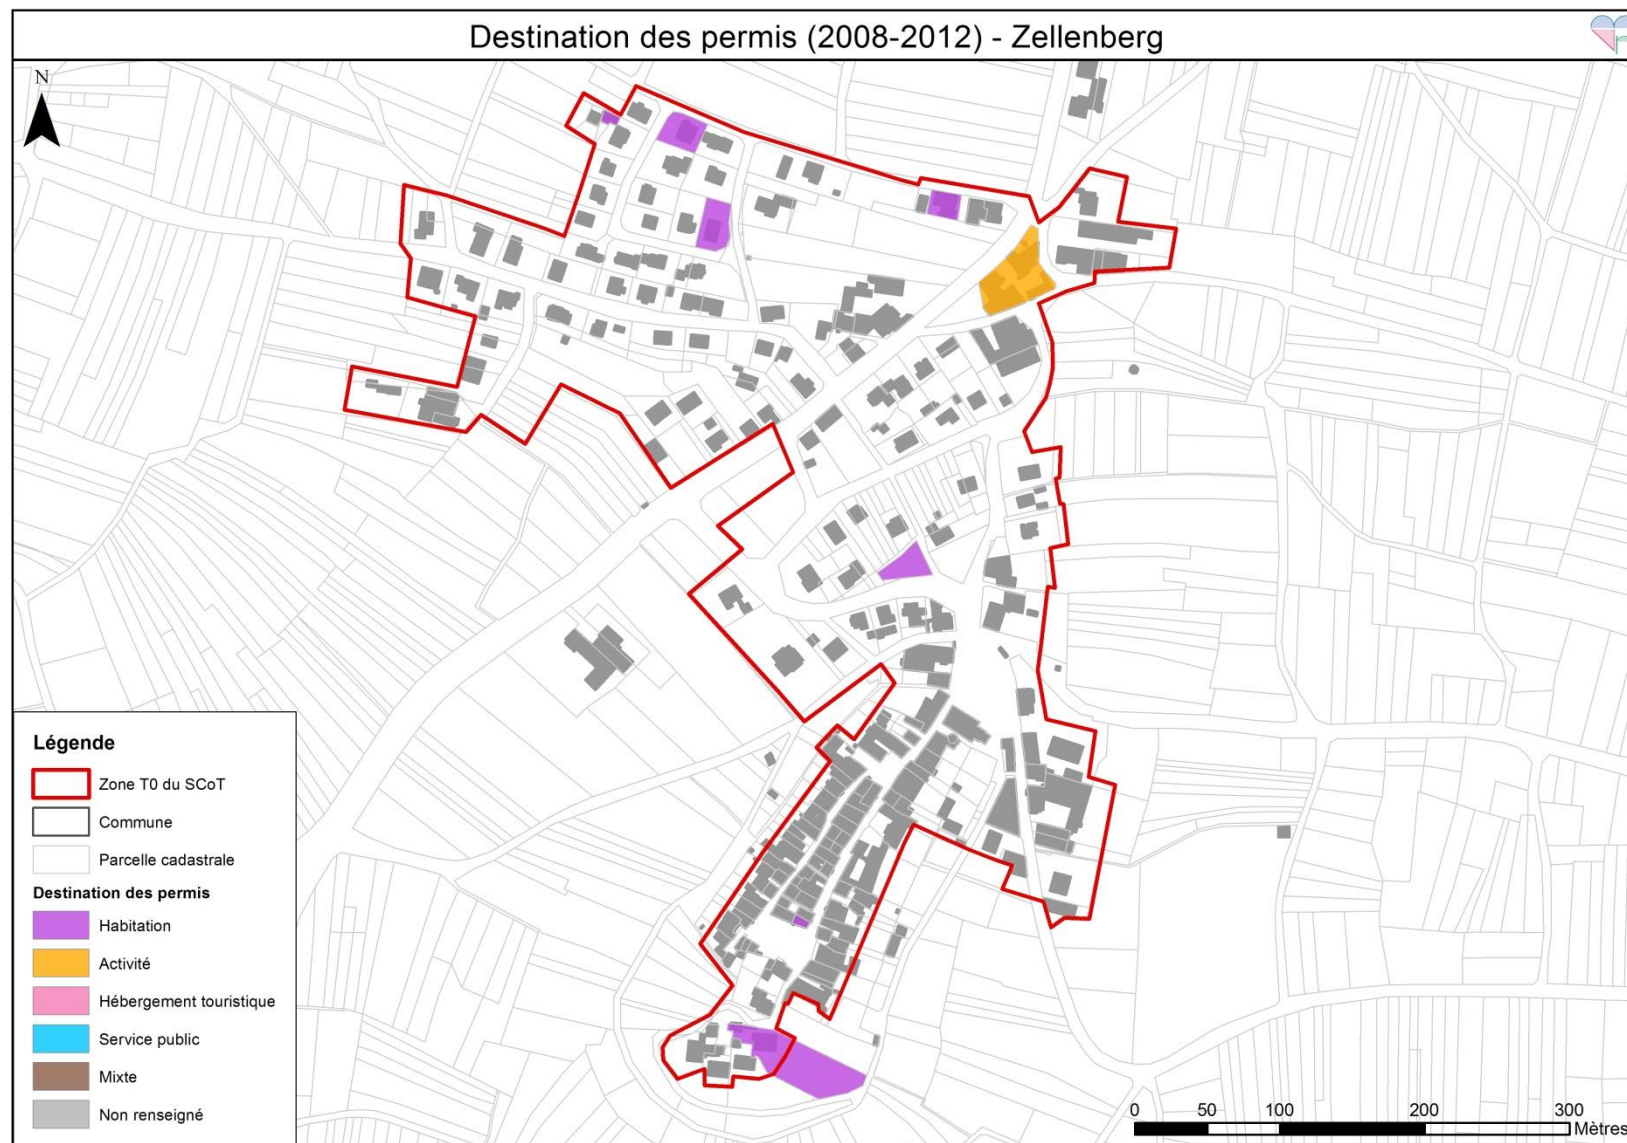 Destination des permis (2008-2012) - Zellenberg
N
Légende
Zone T0 du SCoT
Commune
Parcelle cadastrale
Destination des permis
Habitation
Activité
Hébergement touristique
Service public
Mixte
Non renseigné
0 50 100 200 300
Mètres